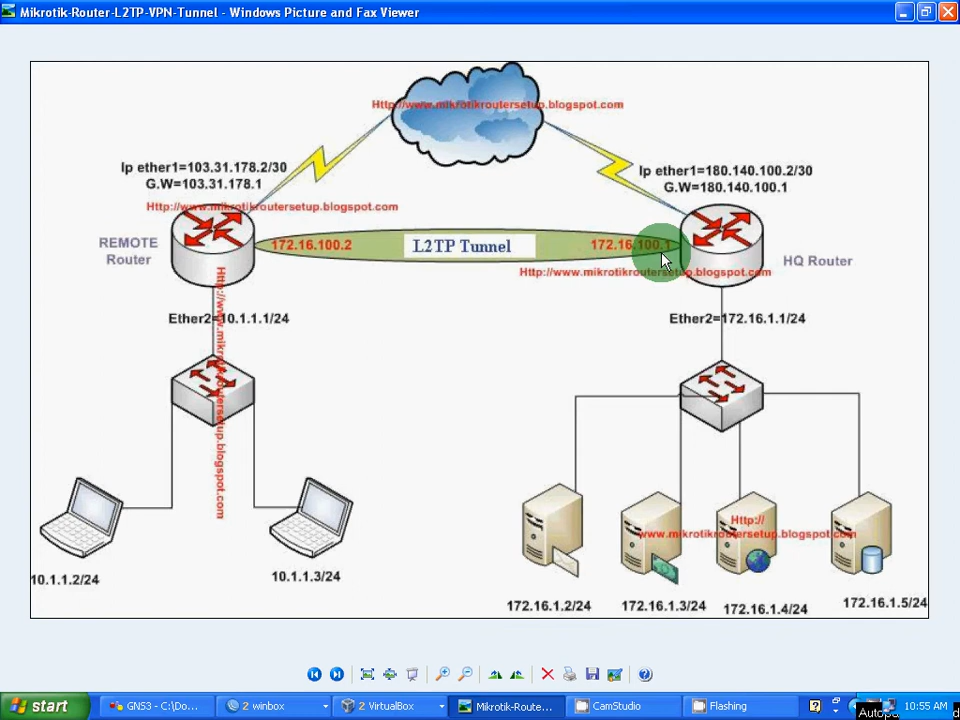 Mikrotik-Router-L2TP-VPN-Tunnel - Windows Picture and Fax Viewer
Http://www.mikrotikroutersetup.blogspot.com
Ip ether1=103.31.178.2/30
G.W=103.31.178.1
Ip ether1=180.140.100.2/30
G.W=180.140.100.1
Http://www.mikrotikroutersetup.blogspot.com
REMOTE
Router
172.16.100.2
L2TP Tunnel
172.16.100.1
HQ Router
Http://www.mikrotikroutersetup.blogspot.com
Http://www.mikrotikroutersetup.blogspot.com
Ether2=10.1.1.1/24
Ether2=172.16.1.1/24
Http://
www.mikrotikroutersetup.blogspot.com
10.1.1.2/24
10.1.1.3/24
172.16.1.2/24
172.16.1.3/24
172.16.1.4/24
172.16.1.5/24
start
GNS3 - C:\Do...
2 winbox
2 VirtualBox
Mikrotik-Route...
CamStudio
Flashing
10:55 AM